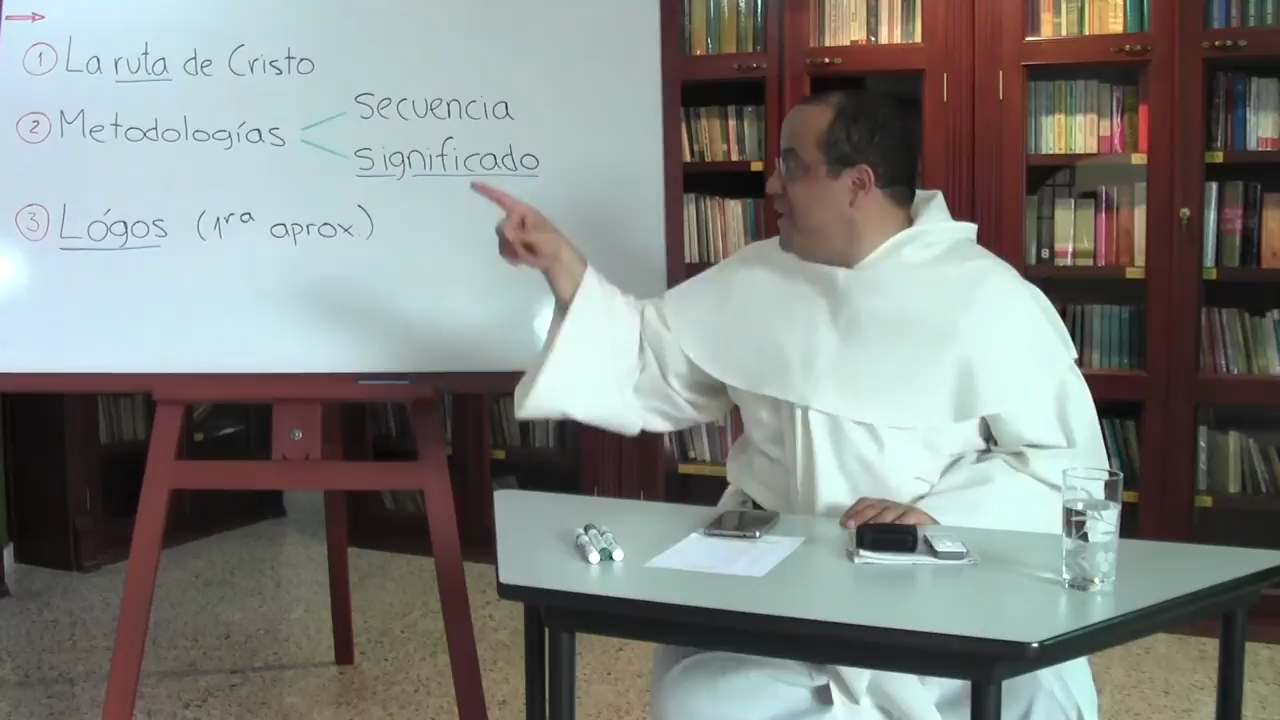 ① La ruta de Cristo
② Metodologías
Secuencia
Significado
③ Lógos (1ʳᵃ aprox.)